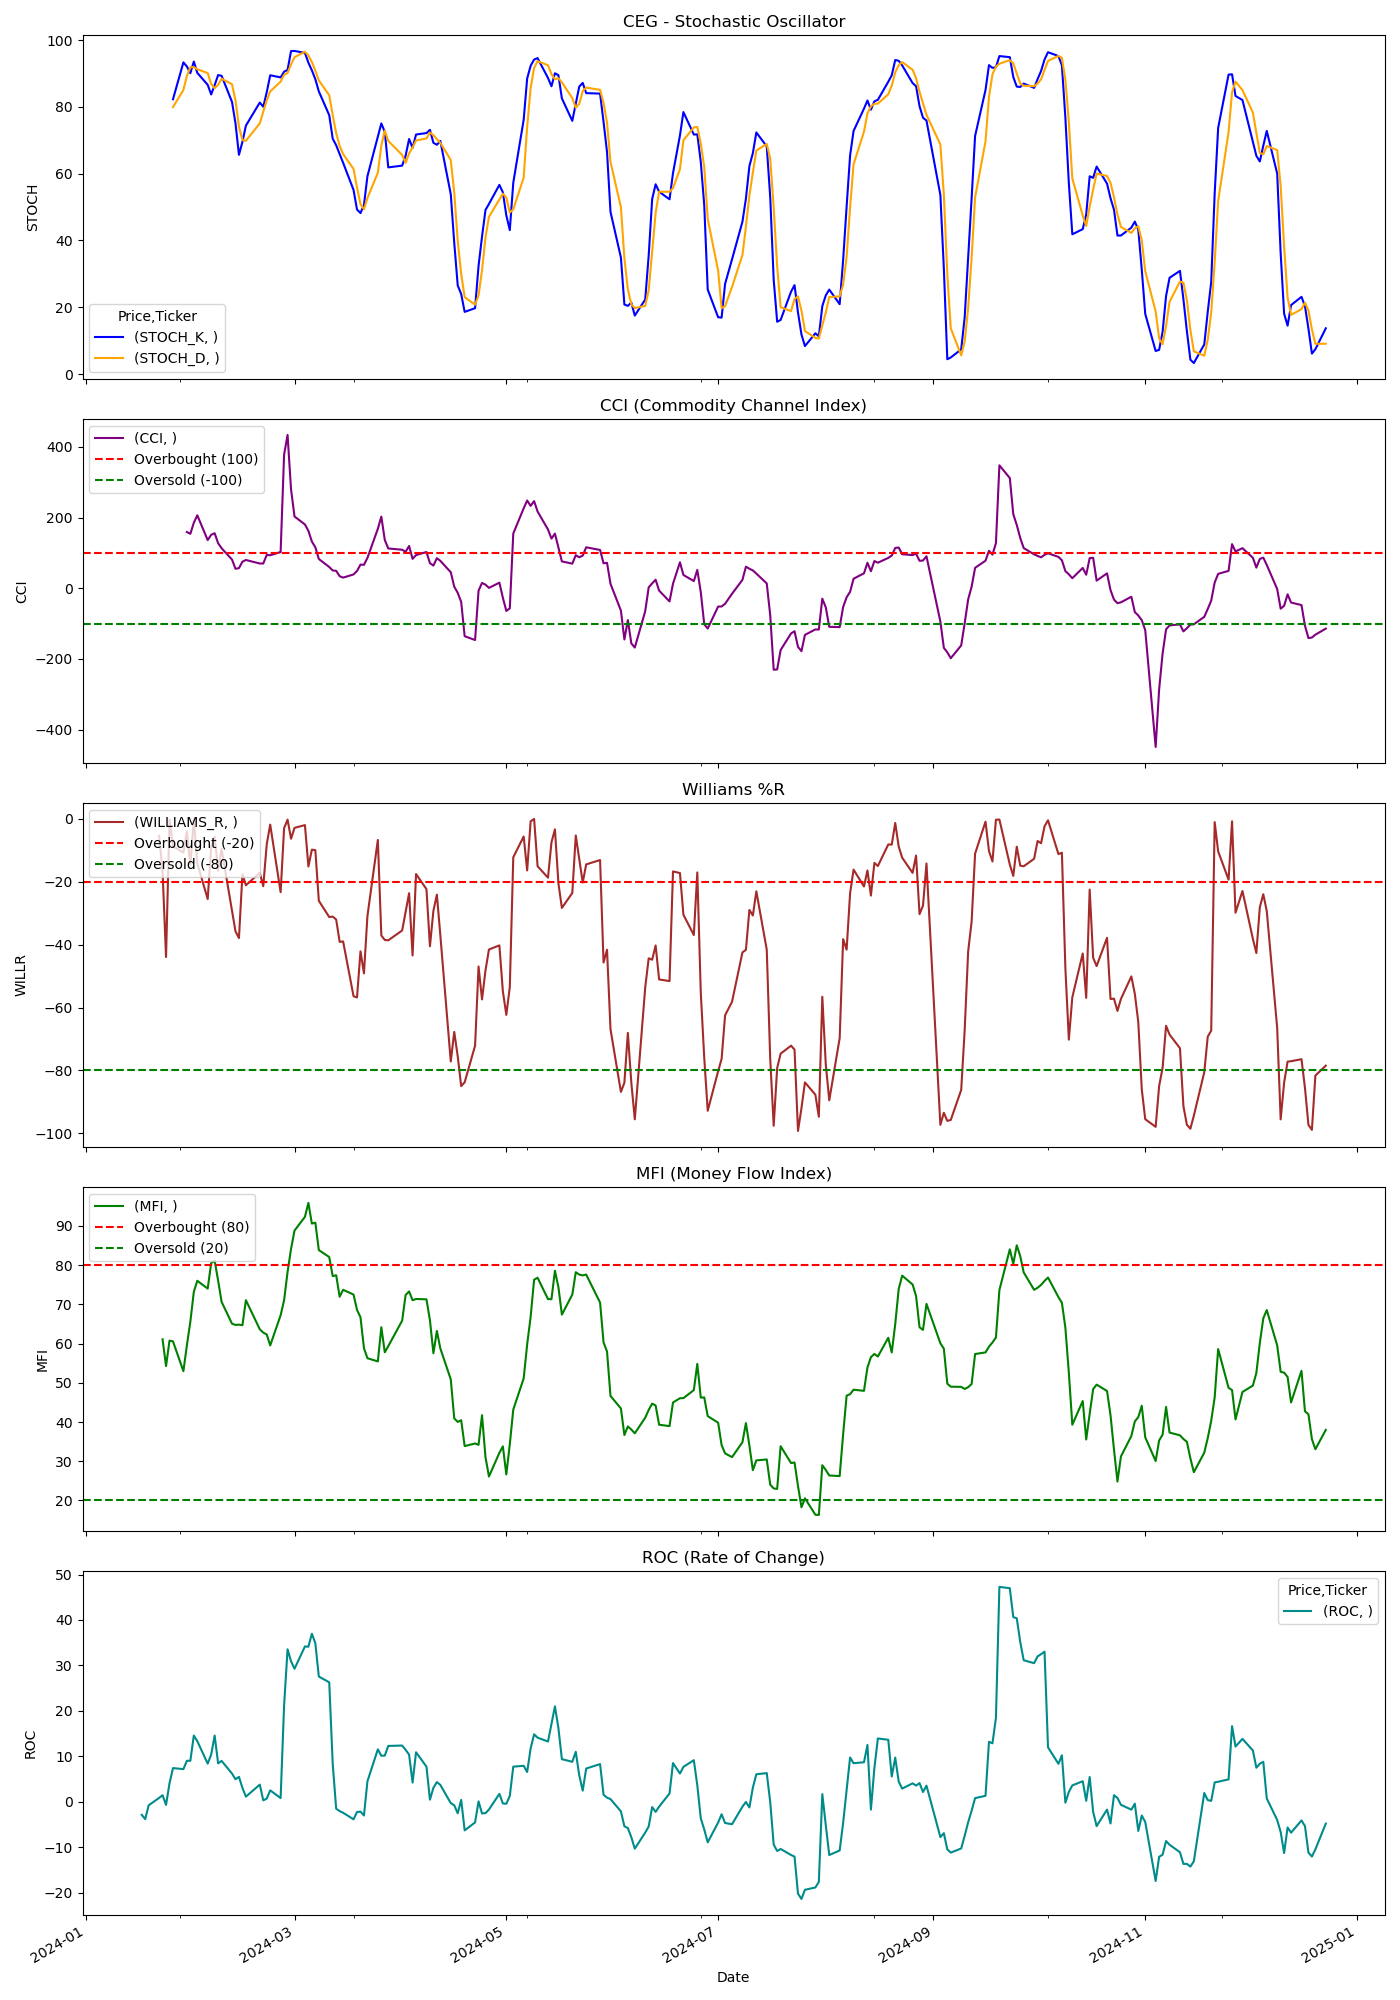 CEG - Stochastic Oscillator
100
80
60
40
20
0
STOCH
Price,Ticker
(STOCH_K, )
(STOCH_D, )
CCI (Commodity Channel Index)
400
200
0
−200
−400
CCI
(CCI, )
Overbought (100)
Oversold (-100)
Williams %R
0
−20
−40
−60
−80
−100
WILLR
(WILLIAMS_R, )
Overbought (-20)
Oversold (-80)
MFI (Money Flow Index)
90
80
70
60
50
40
30
20
MFI
(MFI, )
Overbought (80)
Oversold (20)
ROC (Rate of Change)
50
40
30
20
10
0
−10
−20
ROC
Price,Ticker
(ROC, )
2024-01
2024-03
2024-05
2024-07
2024-09
2024-11
2025-01
Date